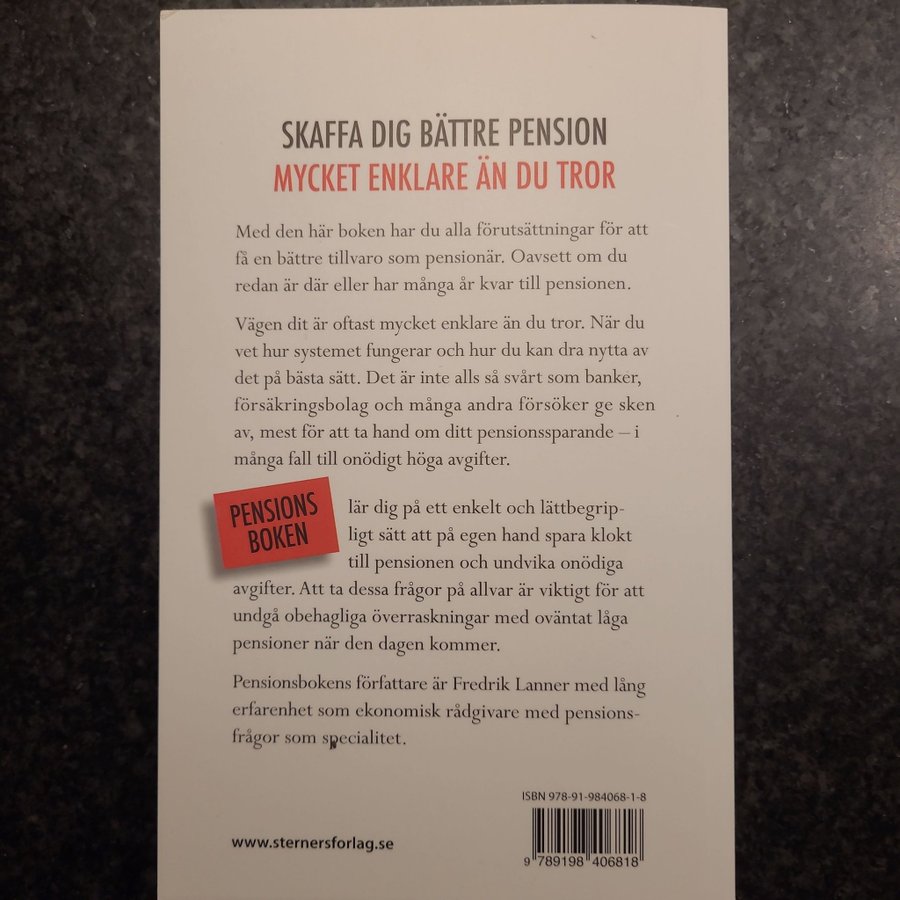 SKAFFA DIG BÄTTRE PENSION
MYCKET ENKLARE ÄN DU TROR
Med den här boken har du alla förutsättningar för att
få en bättre tillvaro som pensionär. Oavsett om du
redan är där eller har många år kvar till pensionen.
Vägen dit är oftast mycket enklare än du tror. När du
vet hur systemet fungerar och hur du kan dra nytta av
det på bästa sätt. Det är inte alls så svårt som banker,
försäkringsbolag och många andra försöker ge sken
av, mest för att ta hand om ditt pensionssparande – i
många fall till onödigt höga avgifter.
PENSIONS
BOKEN
lär dig på ett enkelt och lättbegrip-
ligt sätt att på egen hand spara klokt
till pensionen och undvika onödiga
avgifter. Att ta dessa frågor på allvar är viktigt för att
undgå obehagliga överraskningar med oväntat låga
pensioner när den dagen kommer.
Pensionsbokens författare är Fredrik Lanner med lång
erfarenhet som ekonomisk rådgivare med pensions-
frågor som specialitet.
ISBN 978-91-984068-1-8
www.sternersforlag.se
9 789198 406818